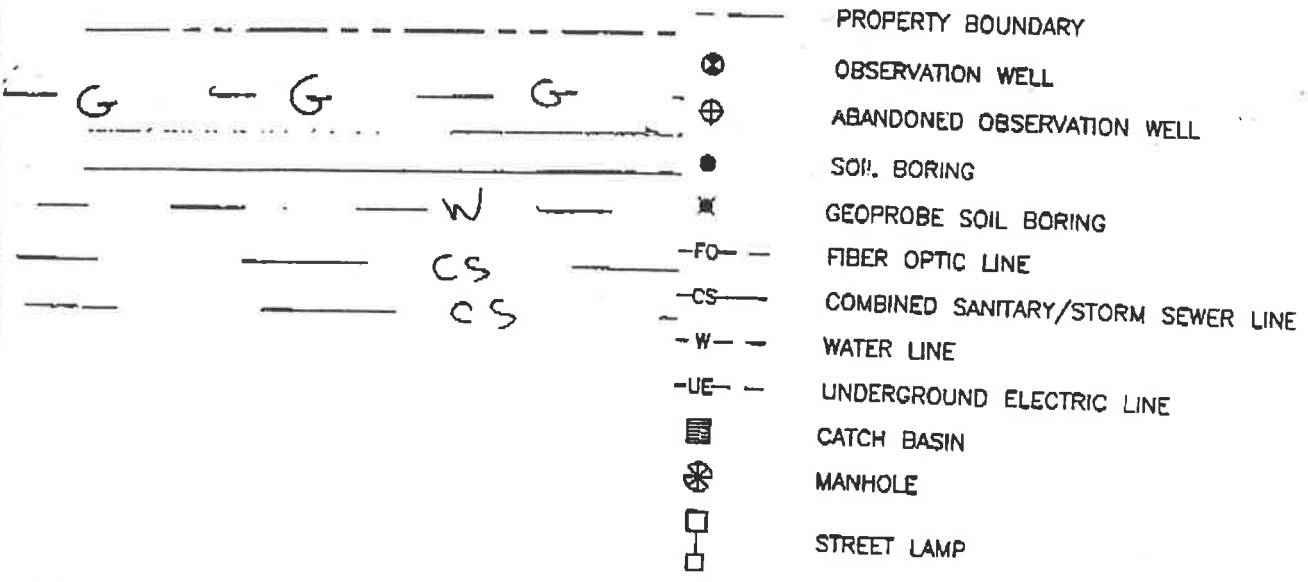 PROPERTY BOUNDARY
OBSERVATION WELL
G G G
ABANDONED OBSERVATION WELL
SOIL BORING
W
GEOPROBE SOIL BORING
-FO- - FIBER OPTIC LINE
CS
-CS- COMBINED SANITARY/STORM SEWER LINE
CS
-W- - WATER LINE
-UE- - UNDERGROUND ELECTRIC LINE
CATCH BASIN
MANHOLE
STREET LAMP